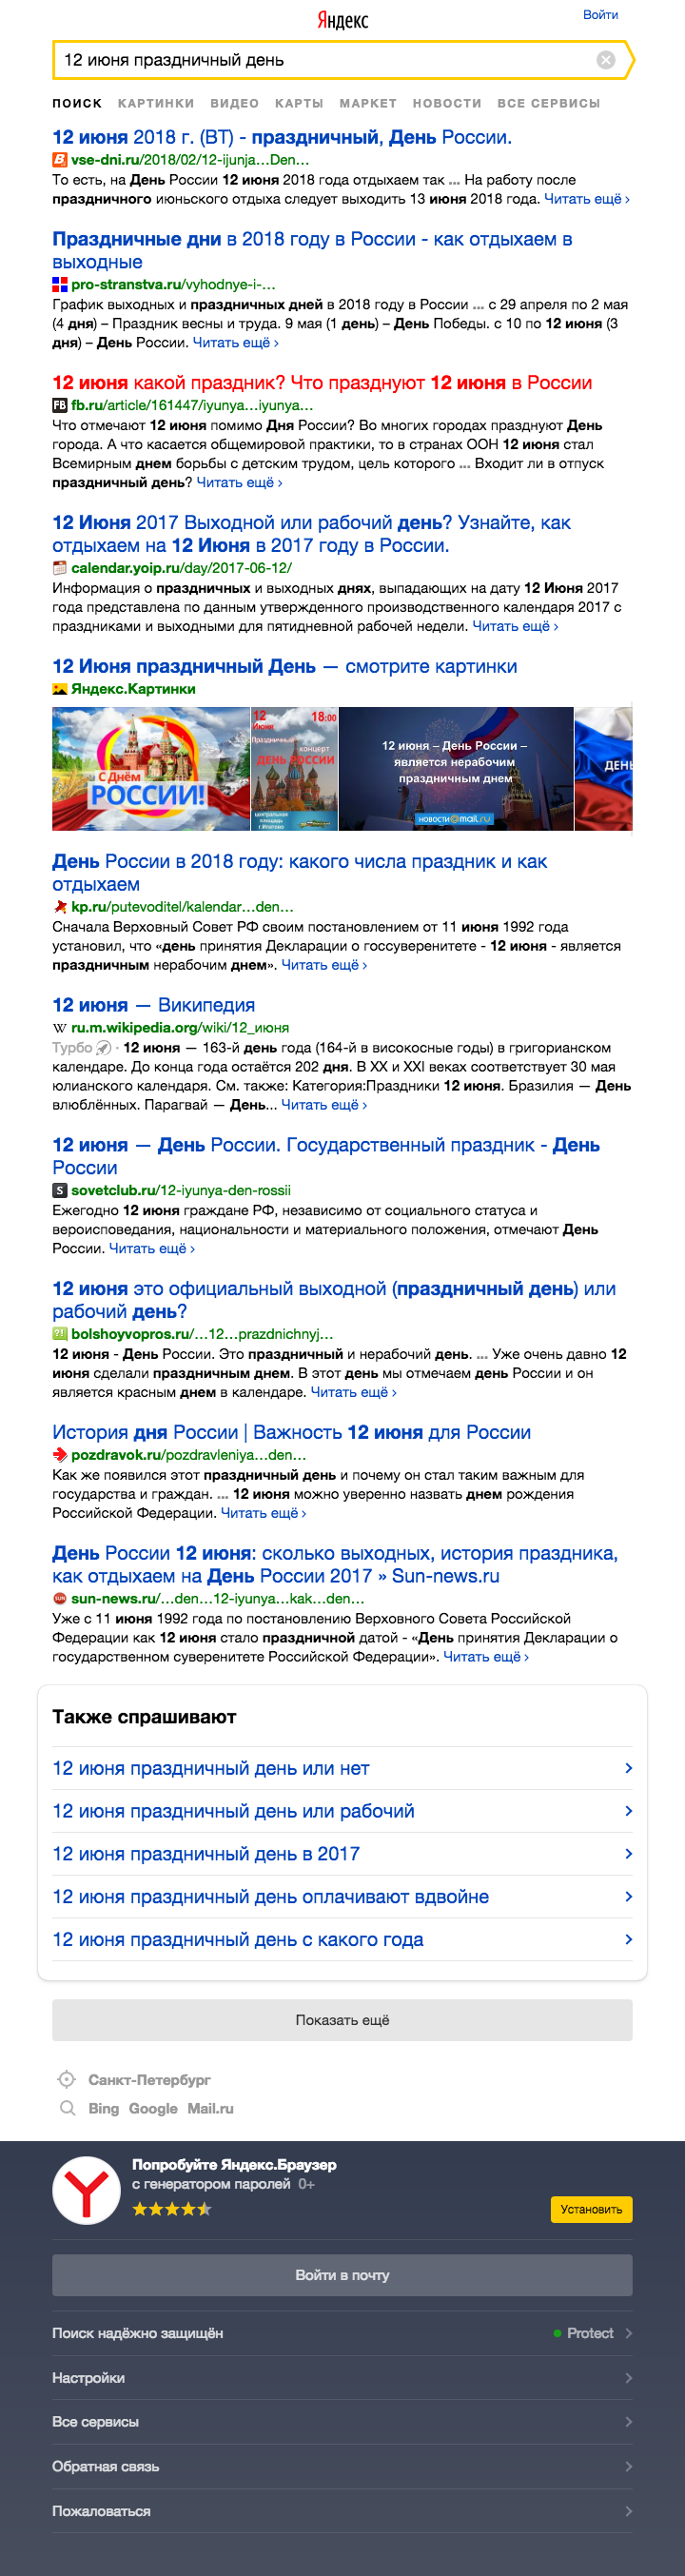 Яндекс
Войти
12 июня праздничный день
ПОИСК КАРТИНКИ ВИДЕО КАРТЫ МАРКЕТ НОВОСТИ ВСЕ СЕРВИСЫ
12 июня 2018 г. (ВТ) - праздничный, День России.
vse-dni.ru/2018/02/12-ijunja...Den...
То есть, на День России 12 июня 2018 года отдыхаем так ... На работу после
праздничного июньского отдыха следует выходить 13 июня 2018 года. Читать ещё ›
Праздничные дни в 2018 году в России - как отдыхаем в
выходные
pro-stranstva.ru/vyhodnye-i-...
График выходных и праздничных дней в 2018 году в России ... с 29 апреля по 2 мая
(4 дня) – Праздник весны и труда. 9 мая (1 день) – День Победы. с 10 по 12 июня (3
дня) – День России. Читать ещё ›
12 июня какой праздник? Что празднуют 12 июня в России
FB fb.ru/article/161447/iyunya...iyunya...
Что отмечают 12 июня помимо Дня России? Во многих городах празднуют День
города. А что касается общемировой практики, то в странах ООН 12 июня стал
Всемирным днем борьбы с детским трудом, цель которого ... Входит ли в отпуск
праздничный день? Читать ещё ›
12 Июня 2017 Выходной или рабочий день? Узнайте, как
отдыхаем на 12 Июня в 2017 году в России.
calendar.yoip.ru/day/2017-06-12/
Информация о праздничных и выходных днях, выпадающих на дату 12 Июня 2017
года представлена по данным утвержденного производственного календаря 2017 с
праздниками и выходными для пятидневной рабочей недели. Читать ещё ›
12 Июня праздничный День — смотрите картинки
Яндекс.Картинки
С Днём
РОССИИ!
12 18:00
Июня
Праздничный
концерт
ДЕНЬ РОССИИ
центральная
площадь
12 июня – День России –
является нерабочим
праздничным днем
НОВОСТИ@mail.ru
ДЕНЬ
День России в 2018 году: какого числа праздник и как
отдыхаем
kp.ru/putevoditel/kalendar...den...
Сначала Верховный Совет РФ своим постановлением от 11 июня 1992 года
установил, что «день принятия Декларации о госсуверенитете - 12 июня - является
праздничным нерабочим днем». Читать ещё ›
12 июня — Википедия
W ru.m.wikipedia.org/wiki/12_июня
Турбо · 12 июня — 163-й день года (164-й в високосные годы) в григорианском
календаре. До конца года остаётся 202 дня. В XX и XXI веках соответствует 30 мая
юлианского календаря. См. также: Категория:Праздники 12 июня. Бразилия — День
влюблённых. Парагвай — День... Читать ещё ›
12 июня — День России. Государственный праздник - День
России
S sovetclub.ru/12-iyunya-den-rossii
Ежегодно 12 июня граждане РФ, независимо от социального статуса и
вероисповедания, национальности и материального положения, отмечают День
России. Читать ещё ›
12 июня это официальный выходной (праздничный день) или
рабочий день?
bolshoyvopros.ru/...12...prazdnichnyj...
12 июня - День России. Это праздничный и нерабочий день. ... Уже очень давно 12
июня сделали праздничным днем. В этот день мы отмечаем день России и он
является красным днем в календаре. Читать ещё ›
История дня России | Важность 12 июня для России
pozdravok.ru/pozdravleniya...den...
Как же появился этот праздничный день и почему он стал таким важным для
государства и граждан. ... 12 июня можно уверенно назвать днем рождения
Российской Федерации. Читать ещё ›
День России 12 июня: сколько выходных, история праздника,
как отдыхаем на День России 2017 » Sun-news.ru
sun-news.ru/...den...12-iyunya...kak...den...
Уже с 11 июня 1992 года по постановлению Верховного Совета Российской
Федерации как 12 июня стало праздничной датой - «День принятия Декларации о
государственном суверенитете Российской Федерации». Читать ещё ›
Также спрашивают
12 июня праздничный день или нет
12 июня праздничный день или рабочий
12 июня праздничный день в 2017
12 июня праздничный день оплачивают вдвойне
12 июня праздничный день с какого года
Показать ещё
Санкт-Петербург
Bing Google Mail.ru
Попробуйте Яндекс.Браузер
с генератором паролей 0+
Установить
Войти в почту
Поиск надёжно защищён Protect
Настройки
Все сервисы
Обратная связь
Пожаловаться